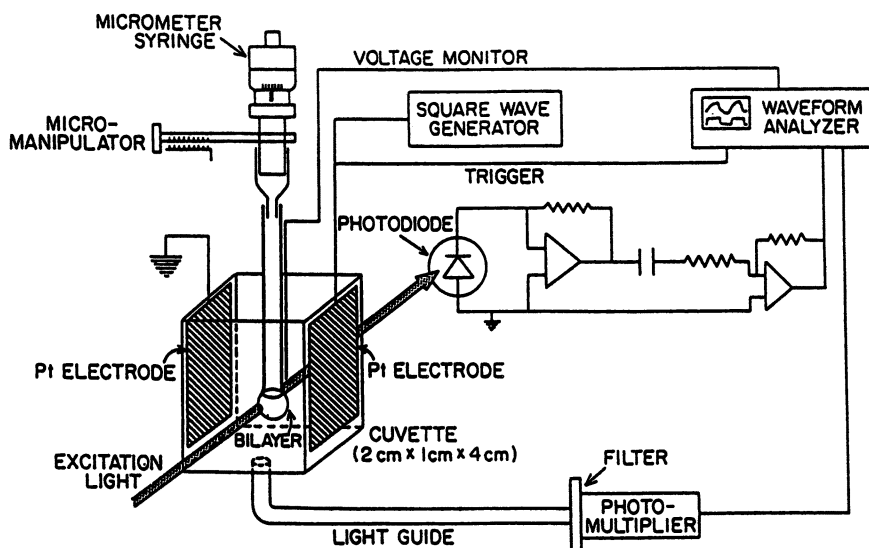 MICROMETER
SYRINGE
VOLTAGE MONITOR
MICRO-
MANIPULATOR
SQUARE WAVE
GENERATOR
WAVEFORM
ANALYZER
TRIGGER
PHOTODIODE
Pt ELECTRODE
Pt ELECTRODE
BILAYER
CUVETTE
(2cm x 1cm x 4cm)
EXCITATION
LIGHT
FILTER
PHOTO-
MULTIPLIER
LIGHT GUIDE